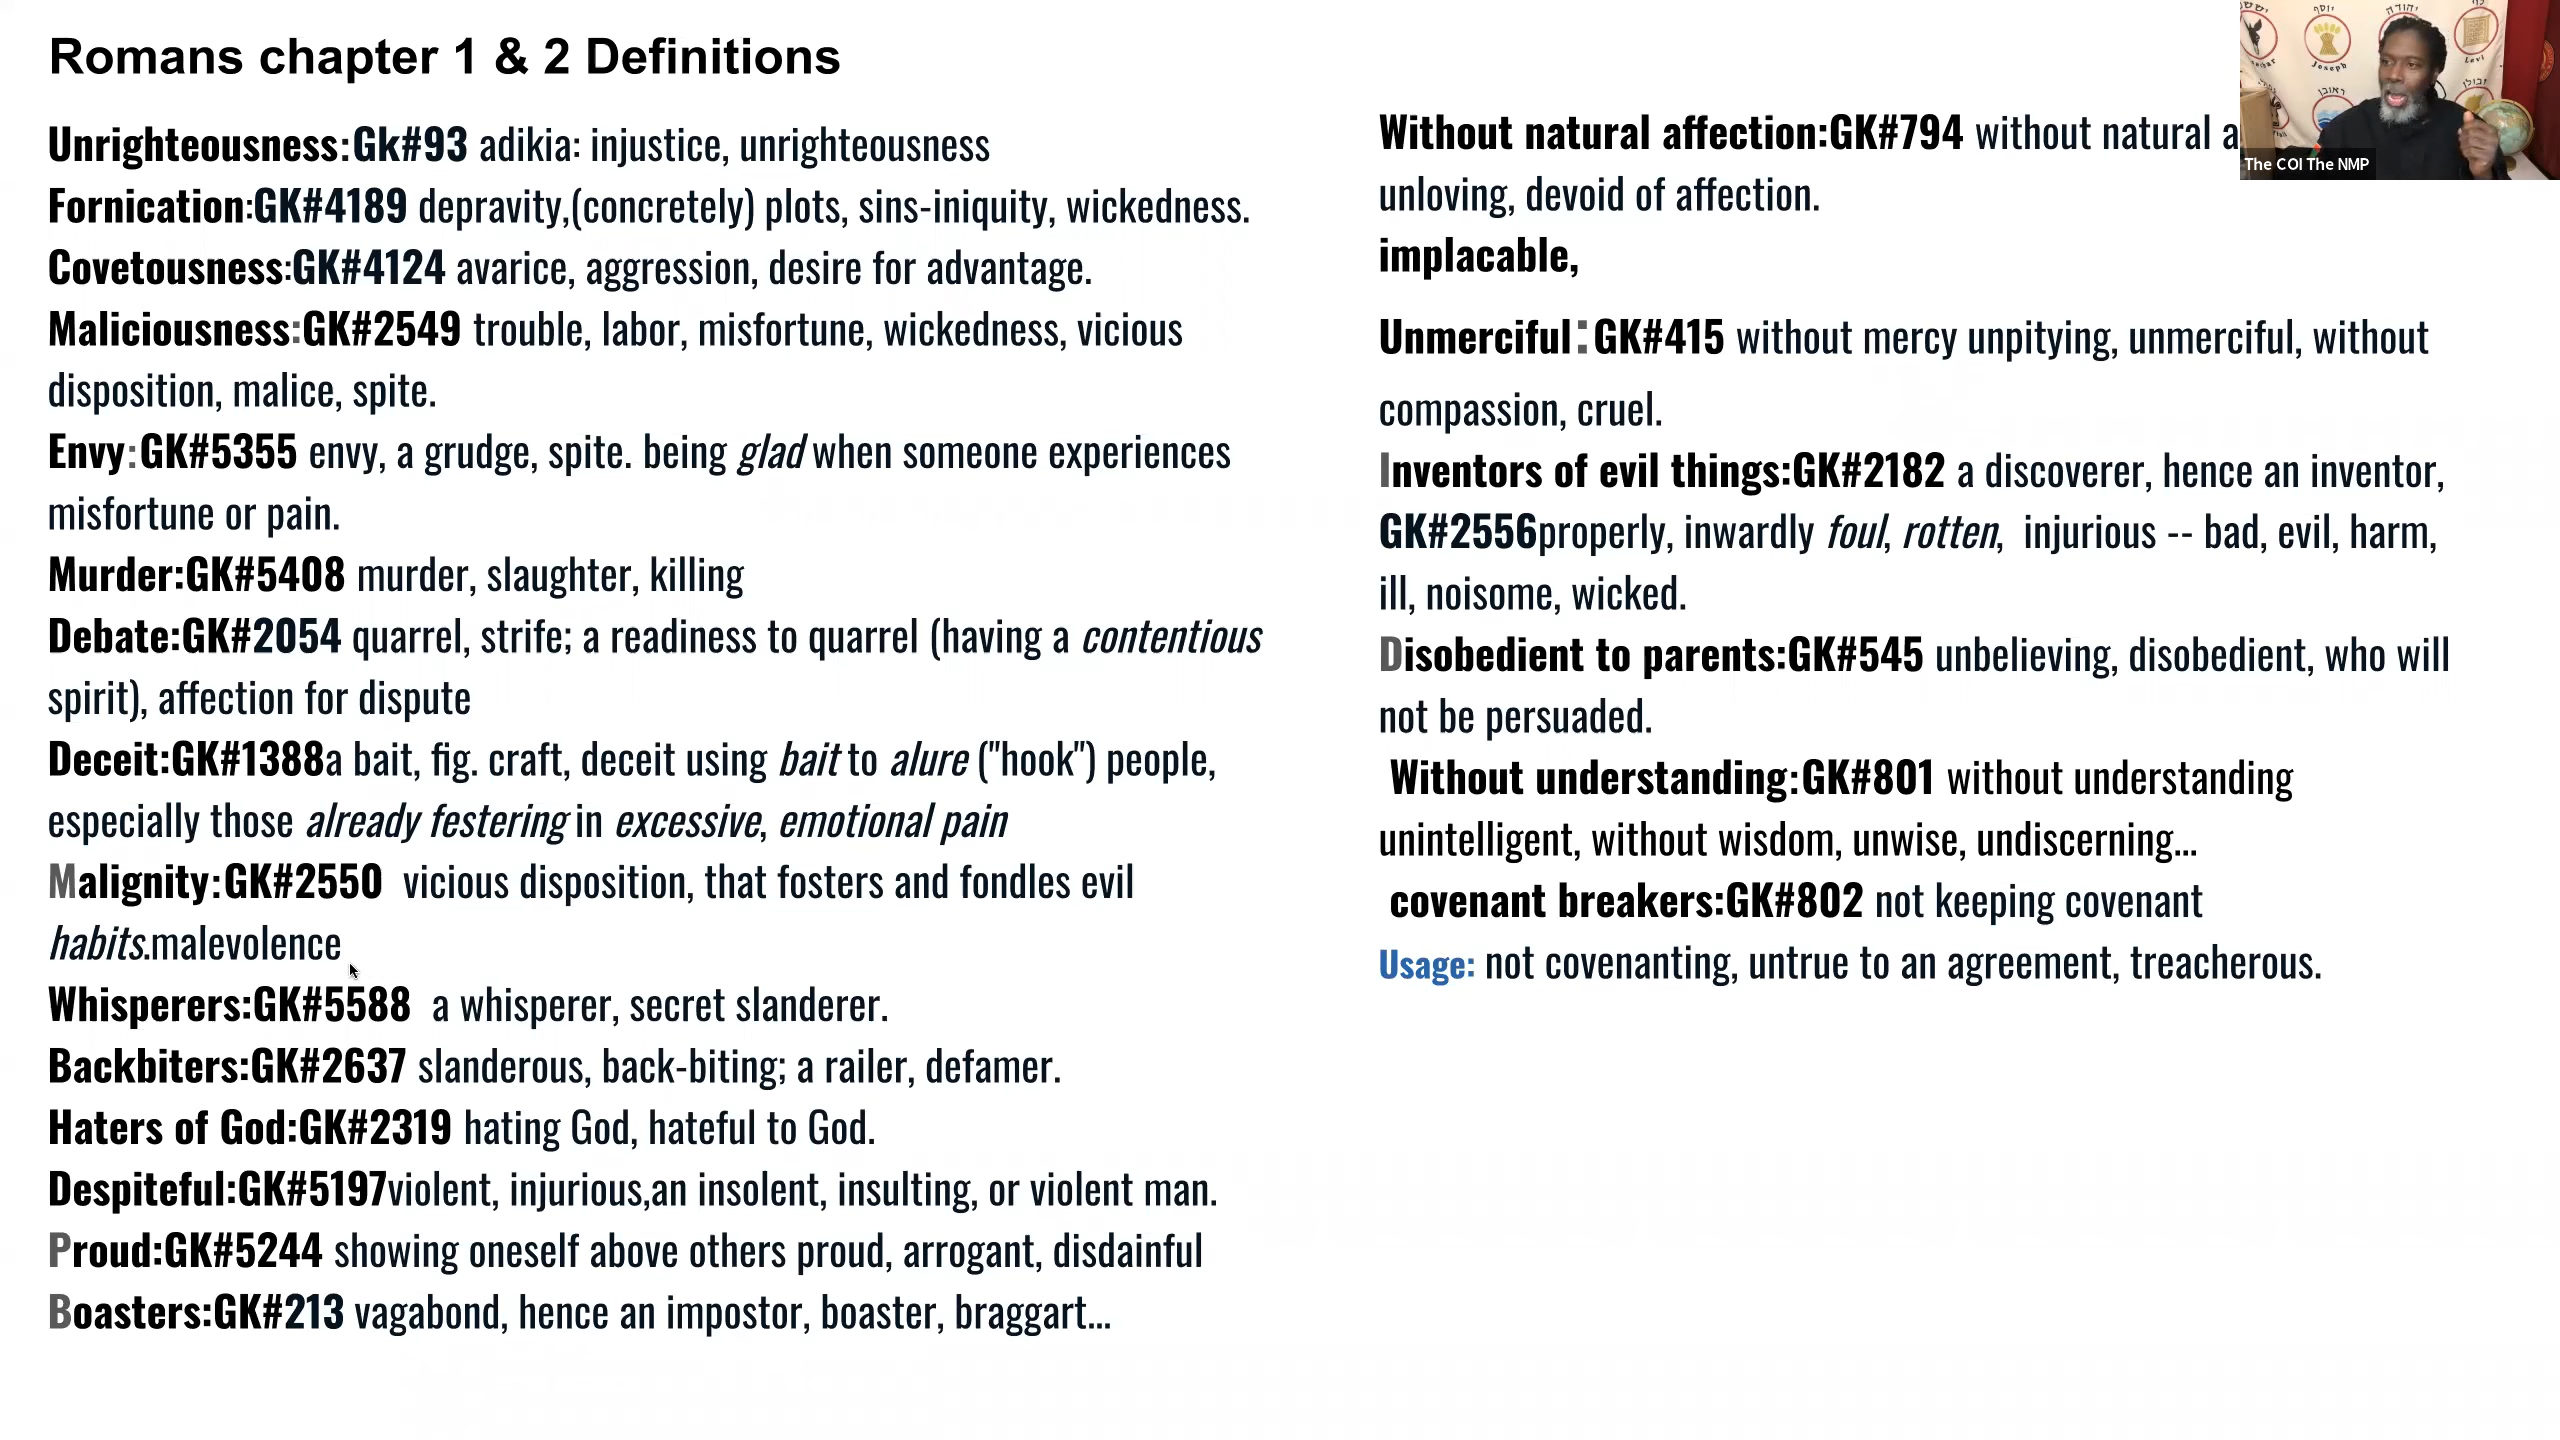 Romans chapter 1 & 2 Definitions
Unrighteousness:Gk#93 adikia: injustice, unrighteousness
Fornication:GK#4189 depravity,(concretely) plots, sins-iniquity, wickedness.
Covetousness:GK#4124 avarice, aggression, desire for advantage.
Maliciousness:GK#2549 trouble, labor, misfortune, wickedness, vicious
disposition, malice, spite.
Envy:GK#5355 envy, a grudge, spite. being glad when someone experiences
misfortune or pain.
Murder:GK#5408 murder, slaughter, killing
Debate:GK#2054 quarrel, strife; a readiness to quarrel (having a contentious
spirit), affection for dispute
Deceit:GK#1388a bait, fig. craft, deceit using bait to alure ("hook") people,
especially those already festering in excessive, emotional pain
Malignity:GK#2550 vicious disposition, that fosters and fondles evil
habits.malevolence
Whisperers:GK#5588 a whisperer, secret slanderer.
Backbiters:GK#2637 slanderous, back-biting; a railer, defamer.
Haters of God:GK#2319 hating God, hateful to God.
Despiteful:GK#5197violent, injurious,an insolent, insulting, or violent man.
Proud:GK#5244 showing oneself above others proud, arrogant, disdainful
Boasters:GK#213 vagabond, hence an impostor, boaster, braggart...
Without natural affection:GK#794 without natural a
unloving, devoid of affection.
implacable,
Unmerciful:GK#415 without mercy unpitying, unmerciful, without
compassion, cruel.
Inventors of evil things:GK#2182 a discoverer, hence an inventor,
GK#2556properly, inwardly foul, rotten, injurious -- bad, evil, harm,
ill, noisome, wicked.
Disobedient to parents:GK#545 unbelieving, disobedient, who will
not be persuaded.
Without understanding:GK#801 without understanding
unintelligent, without wisdom, unwise, undiscerning...
covenant breakers:GK#802 not keeping covenant
Usage: not covenanting, untrue to an agreement, treacherous.
יוסף
יהודה
לוי
Joseph
Levi
ראובן
זבולן
The COI The NMP